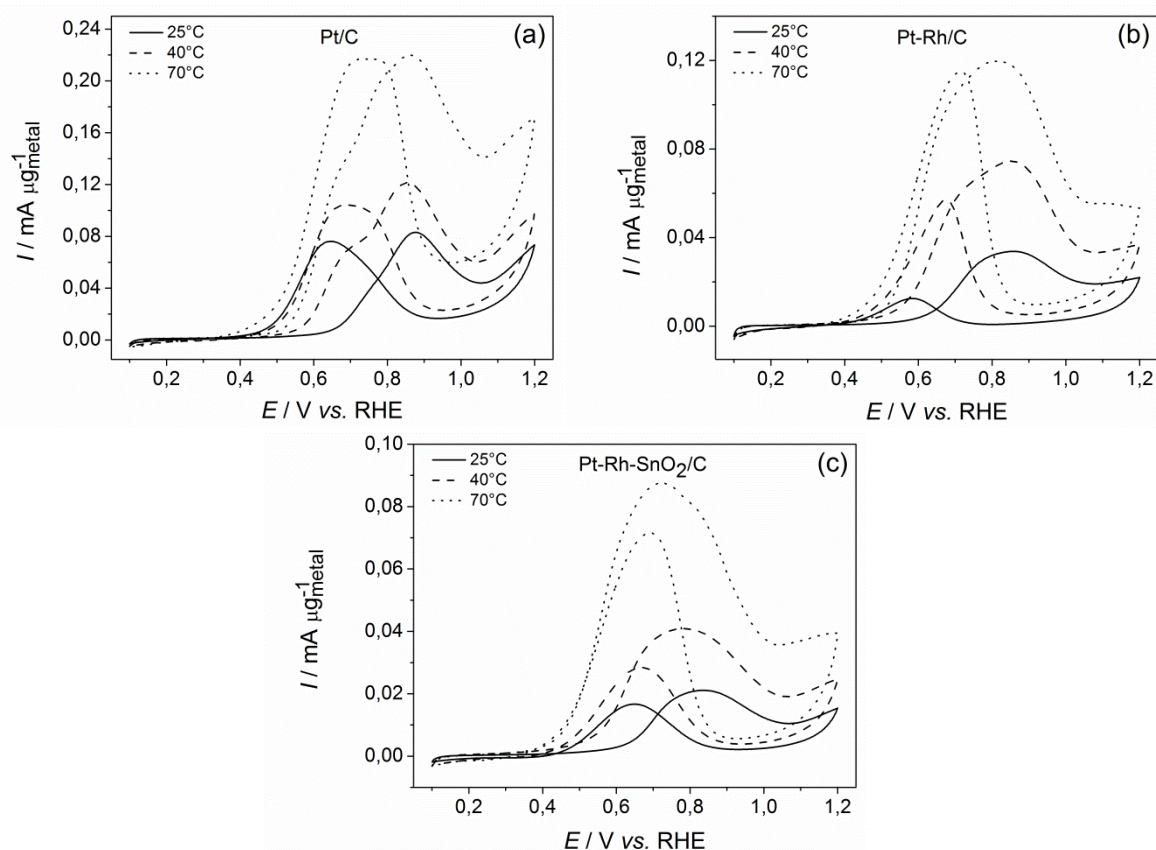 (a)
Pt/C
25°C
40°C
70°C
0,24
0,20
0,16
0,12
0,08
0,04
0,00
I / mA µg⁻¹metal
0,2 0,4 0,6 0,8 1,0 1,2
E / V vs. RHE
(b)
Pt-Rh/C
25°C
40°C
70°C
0,12
0,08
0,04
0,00
I / mA µg⁻¹metal
0,2 0,4 0,6 0,8 1,0 1,2
E / V vs. RHE
(c)
Pt-Rh-SnO₂/C
25°C
40°C
70°C
0,10
0,08
0,06
0,04
0,02
0,00
I / mA µg⁻¹metal
0,2 0,4 0,6 0,8 1,0 1,2
E / V vs. RHE